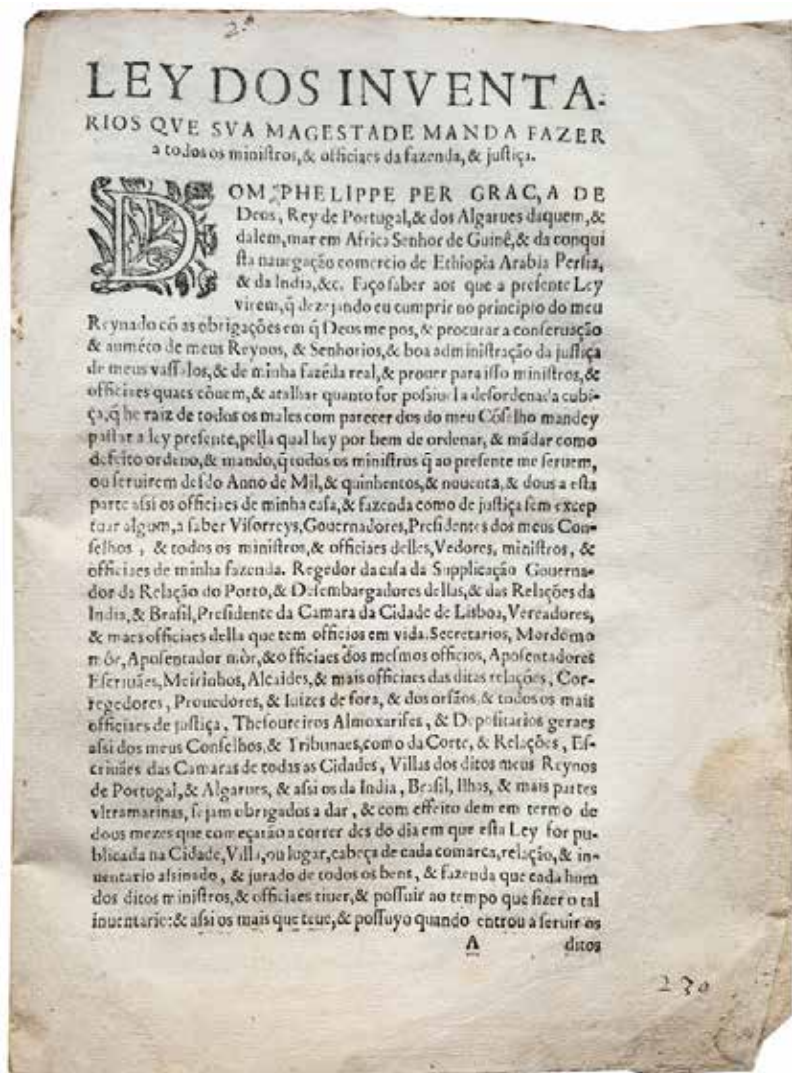 2.ª
LEY DOS INVENTA-
RIOS QVE SVA MAGESTADE MANDA FAZER
a todos os ministros, & officiaes da fazenda, & justiça.
DOM PHELIPPE PER GRAC,A DE
Deos, Rey de Portugal, & dos Algarues daquem, &
dalem, mar em Africa Senhor de Guinê, & da conqui
sta nauegação comercio de Ethiopia Arabia Persia,
& da India, &c. Faço saber aos que a presente Ley
virem, q̃ dezejando eu cumprir no principio do meu
Reynado cõ as obrigações em q̃ Deos me pos, & procurar a conseruação
& auméto de meus Reynos, & Senhorios, & boa administração da justiça
de meus vassalos, & de minha fazẽda real, & prouer para isso ministros, &
officiaes quaes cõuem, & atalhar quanto for possiuel a desordenada cubi-
ça, q̃ he raiz de todos os males com parecer dos do meu Cõselho mandey
passar a ley presente, pella qual hey por bem de ordenar, & mãdar como
defeito ordeno, & mando, q̃ todos os ministros q̃ ao presente me seruem,
ou seruirem desdo Anno de Mil, & quinhentos, & nouenta, & dous a esta
parte assi os officiaes de minha casa, & fazenda como de justiça sem excep
tuar algum, a saber Visorreys, Gouernadores, Presidentes dos meus Con-
selhos, & todos os ministros, & officiaes delles, Vedores, ministros, &
officiaes de minha fazenda. Regedor da casa da Supplicação Gouerna-
dor da Relação do Porto, & Desembargadores dellas, & das Relações da
India, & Brasil, Presidente da Camara da Cidade de Lisboa, Vereadores,
& maes officiaes della que tem officios em vida. Secretarios, Mordomo
môr, Aposentador mòr, & officiaes dos mesmos officios, Aposentadores
Escriuães, Meirinhos, Alcaides, & mais officiaes das ditas relações, Cor-
regedores, Prouedores, & Iuizes de fora, & dos orfãos, & todos os mais
officiaes de justiça, Thesoureiros Almoxarifes, & Depositarios geraes
assi dos meus Conselhos, & Tribunaes, como da Corte, & Relações, Es-
criuães das Camaras de todas as Cidades, Villas dos ditos meus Reynos
de Portugal, & Algarues, & assi os da India, Brasil, Ilhas, & mais partes
vltramarinas, sejam obrigados a dar, & com effeito dem em termo de
dous mezes que começarão a correr des do dia em que esta Ley for pu-
blicada na Cidade, Villa, ou lugar, cabeça de cada comarca, relação, & in-
uentario assinado, & jurado de todos os bens, & fazenda que cada hum
dos ditos ministros, & officiaes tiuer, & possuir ao tempo que fizer o tal
inuentario: & assi os mais que teue, & possuyo quando entrou a seruir os
A ditos
230